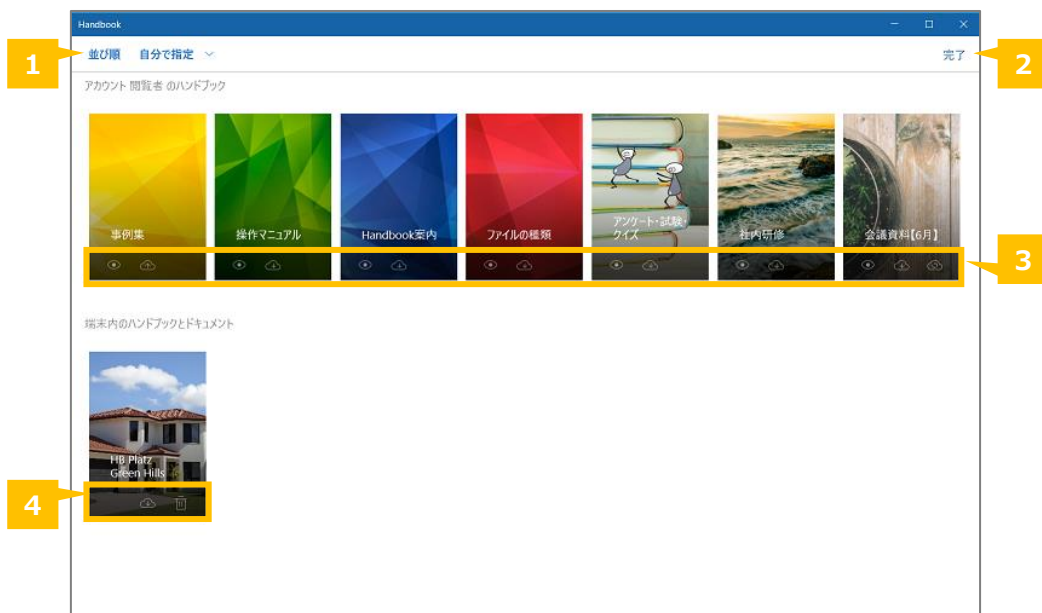 Handbook
1
並び順 自分で指定
完了
2
アカウント 閲覧者 のハンドブック
事例集
操作マニュアル
Handbook案内
ファイルの種類
アンケート・試験・
クイズ
社内研修
会議資料【6月】
3
端末内のハンドブックとドキュメント
HB Platz
Green Hills
4